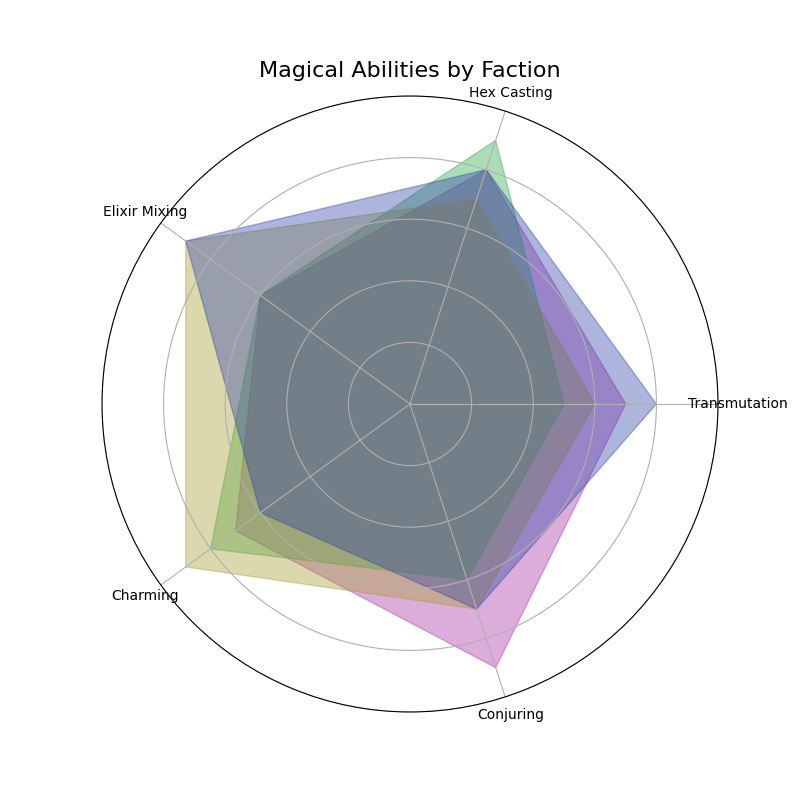 Magical Abilities by Faction
Hex Casting
Elixir Mixing
Transmutation
Charming
Conjuring